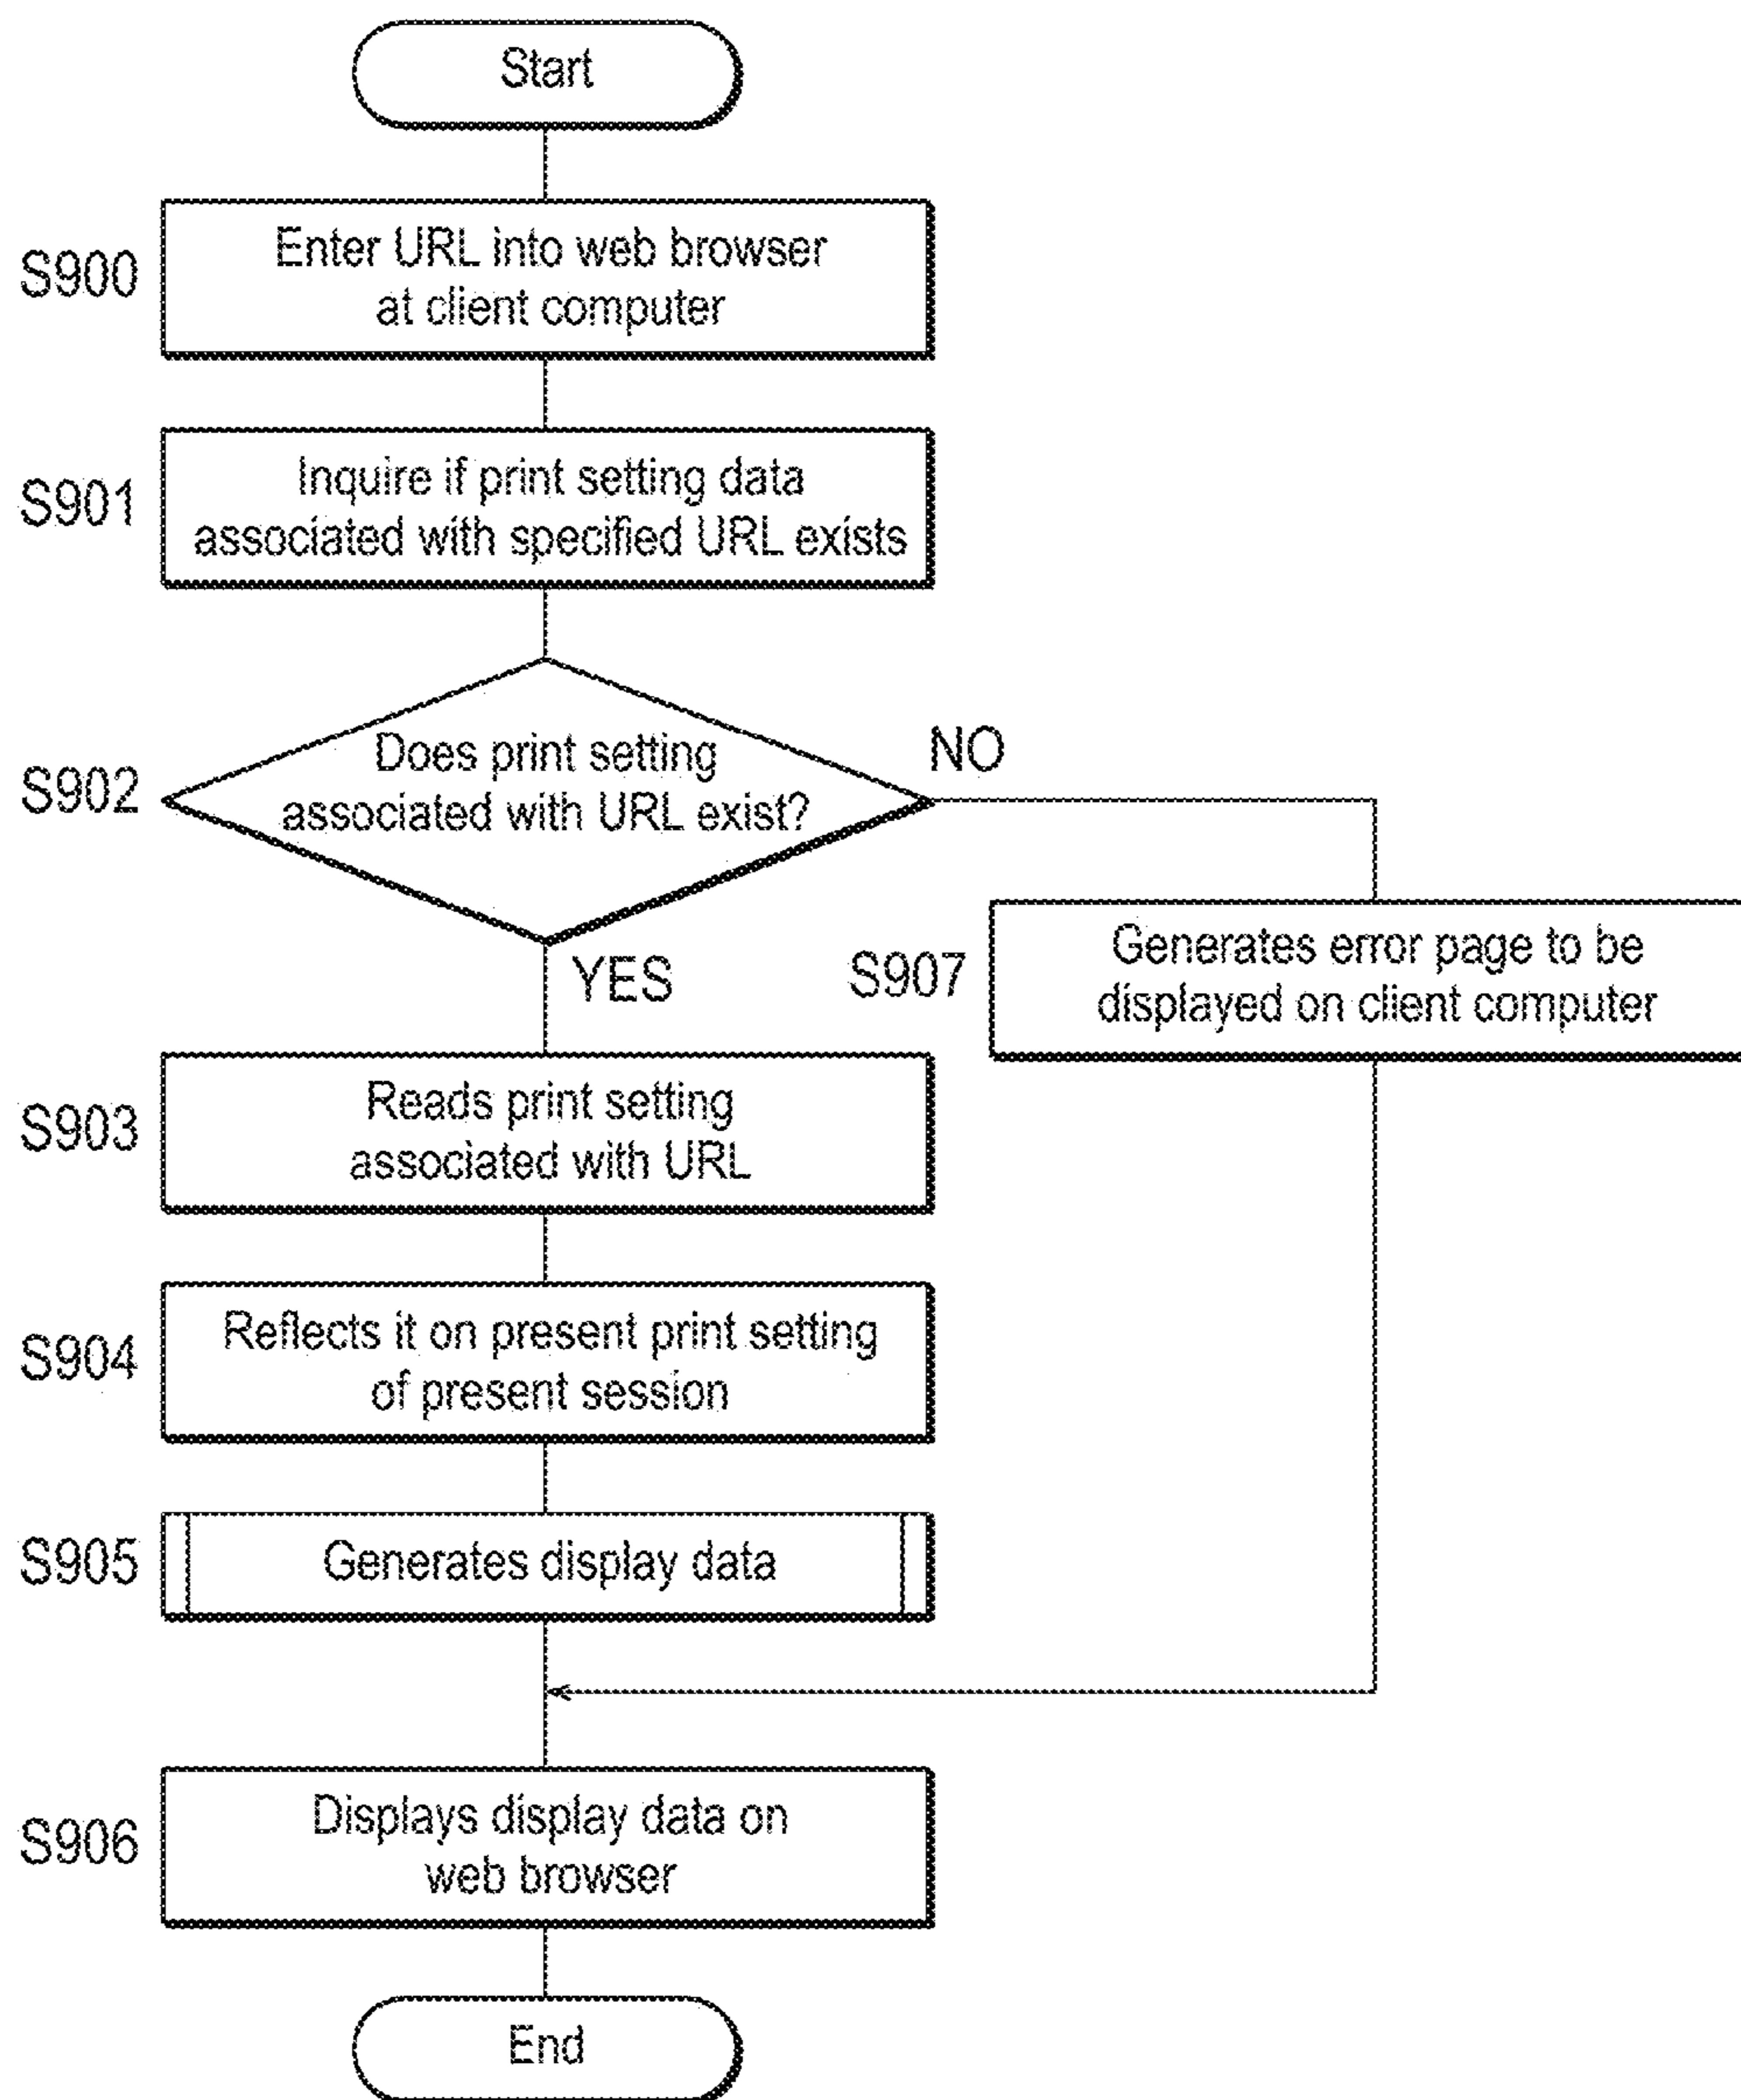 Start
S900
Enter URL into web browser
at client computer
S901
Inquire if print setting data
associated with specified URL exists
S902
Does print setting
associated with URL exist?
NO
YES
S907
Generates error page to be
displayed on client computer
S903
Reads print setting
associated with URL
S904
Reflects it on present print setting
of present session
S905
Generates display data
S906
Displays display data on
web browser
End